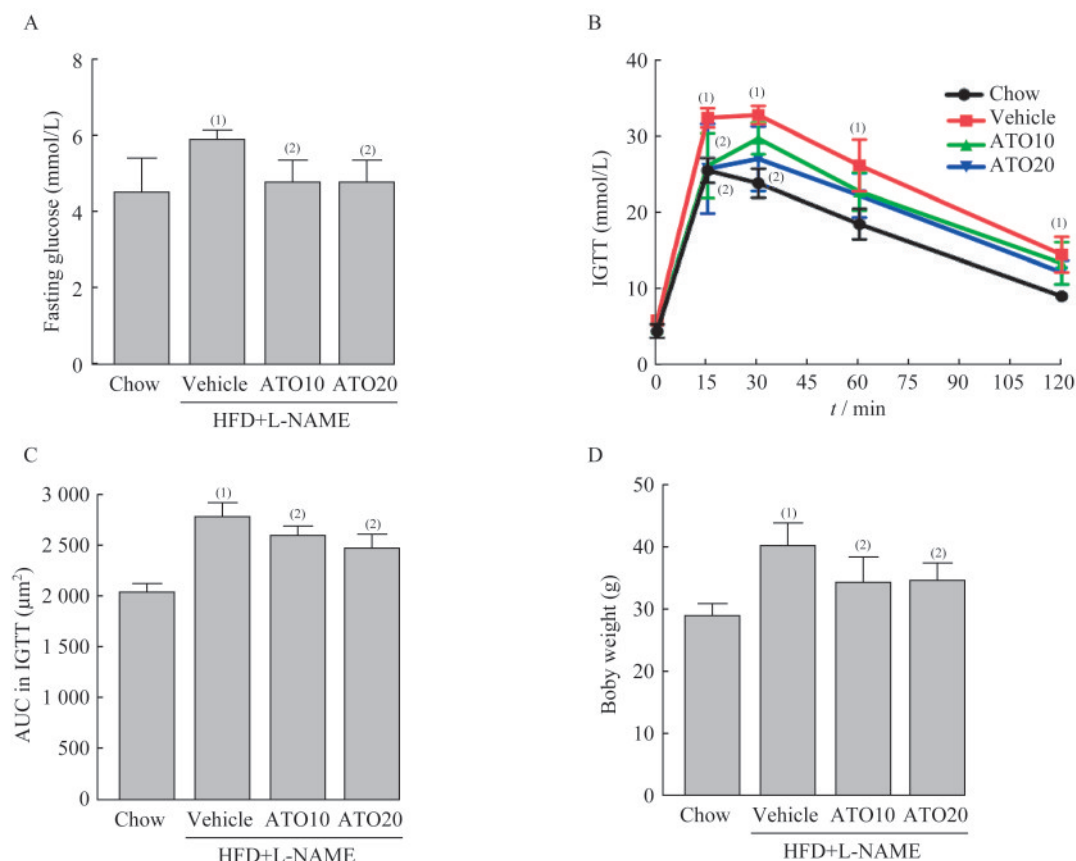 A
Fasting glucose (mmol/L)
8
6
4
2
0
(1)
(2)
(2)
Chow
Vehicle
ATO10
ATO20
HFD+L-NAME
B
IGTT (mmol/L)
40
30
20
10
0
(1)
(1)
(1)
(1)
(2)
(2)
(2)
Chow
Vehicle
ATO10
ATO20
0 15 30 45 60 75 90 105 120
t / min
C
AUC in IGTT (μm²)
3 000
2 500
2 000
1 500
1 000
500
0
(1)
(2)
(2)
Chow
Vehicle
ATO10
ATO20
HFD+L-NAME
D
Boby weight (g)
50
40
30
20
10
0
(1)
(2)
(2)
Chow
Vehicle
ATO10
ATO20
HFD+L-NAME